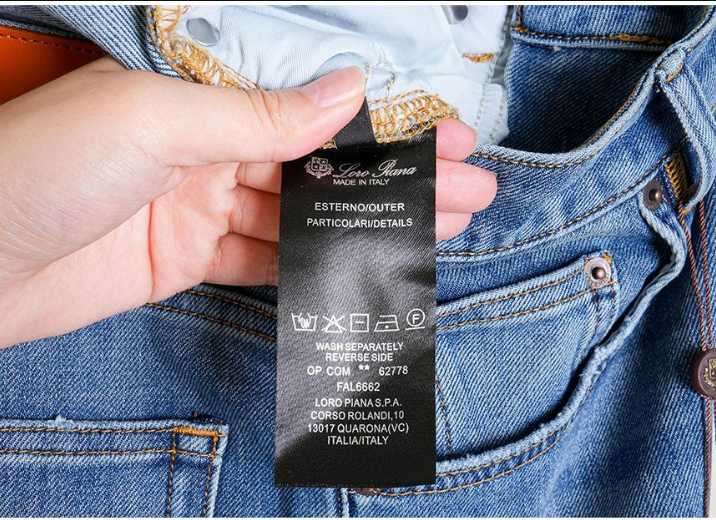 Loro Piana
MADE IN ITALY
ESTERNO/OUTER
PARTICOLARI/DETAILS
WASH SEPARATELY
REVERSE SIDE
OP COM ** 62778
FAL6662
LORO PIANA S.P.A.
CORSO ROLANDI,10
13017 QUARONA(VC)
ITALIA/ITALY